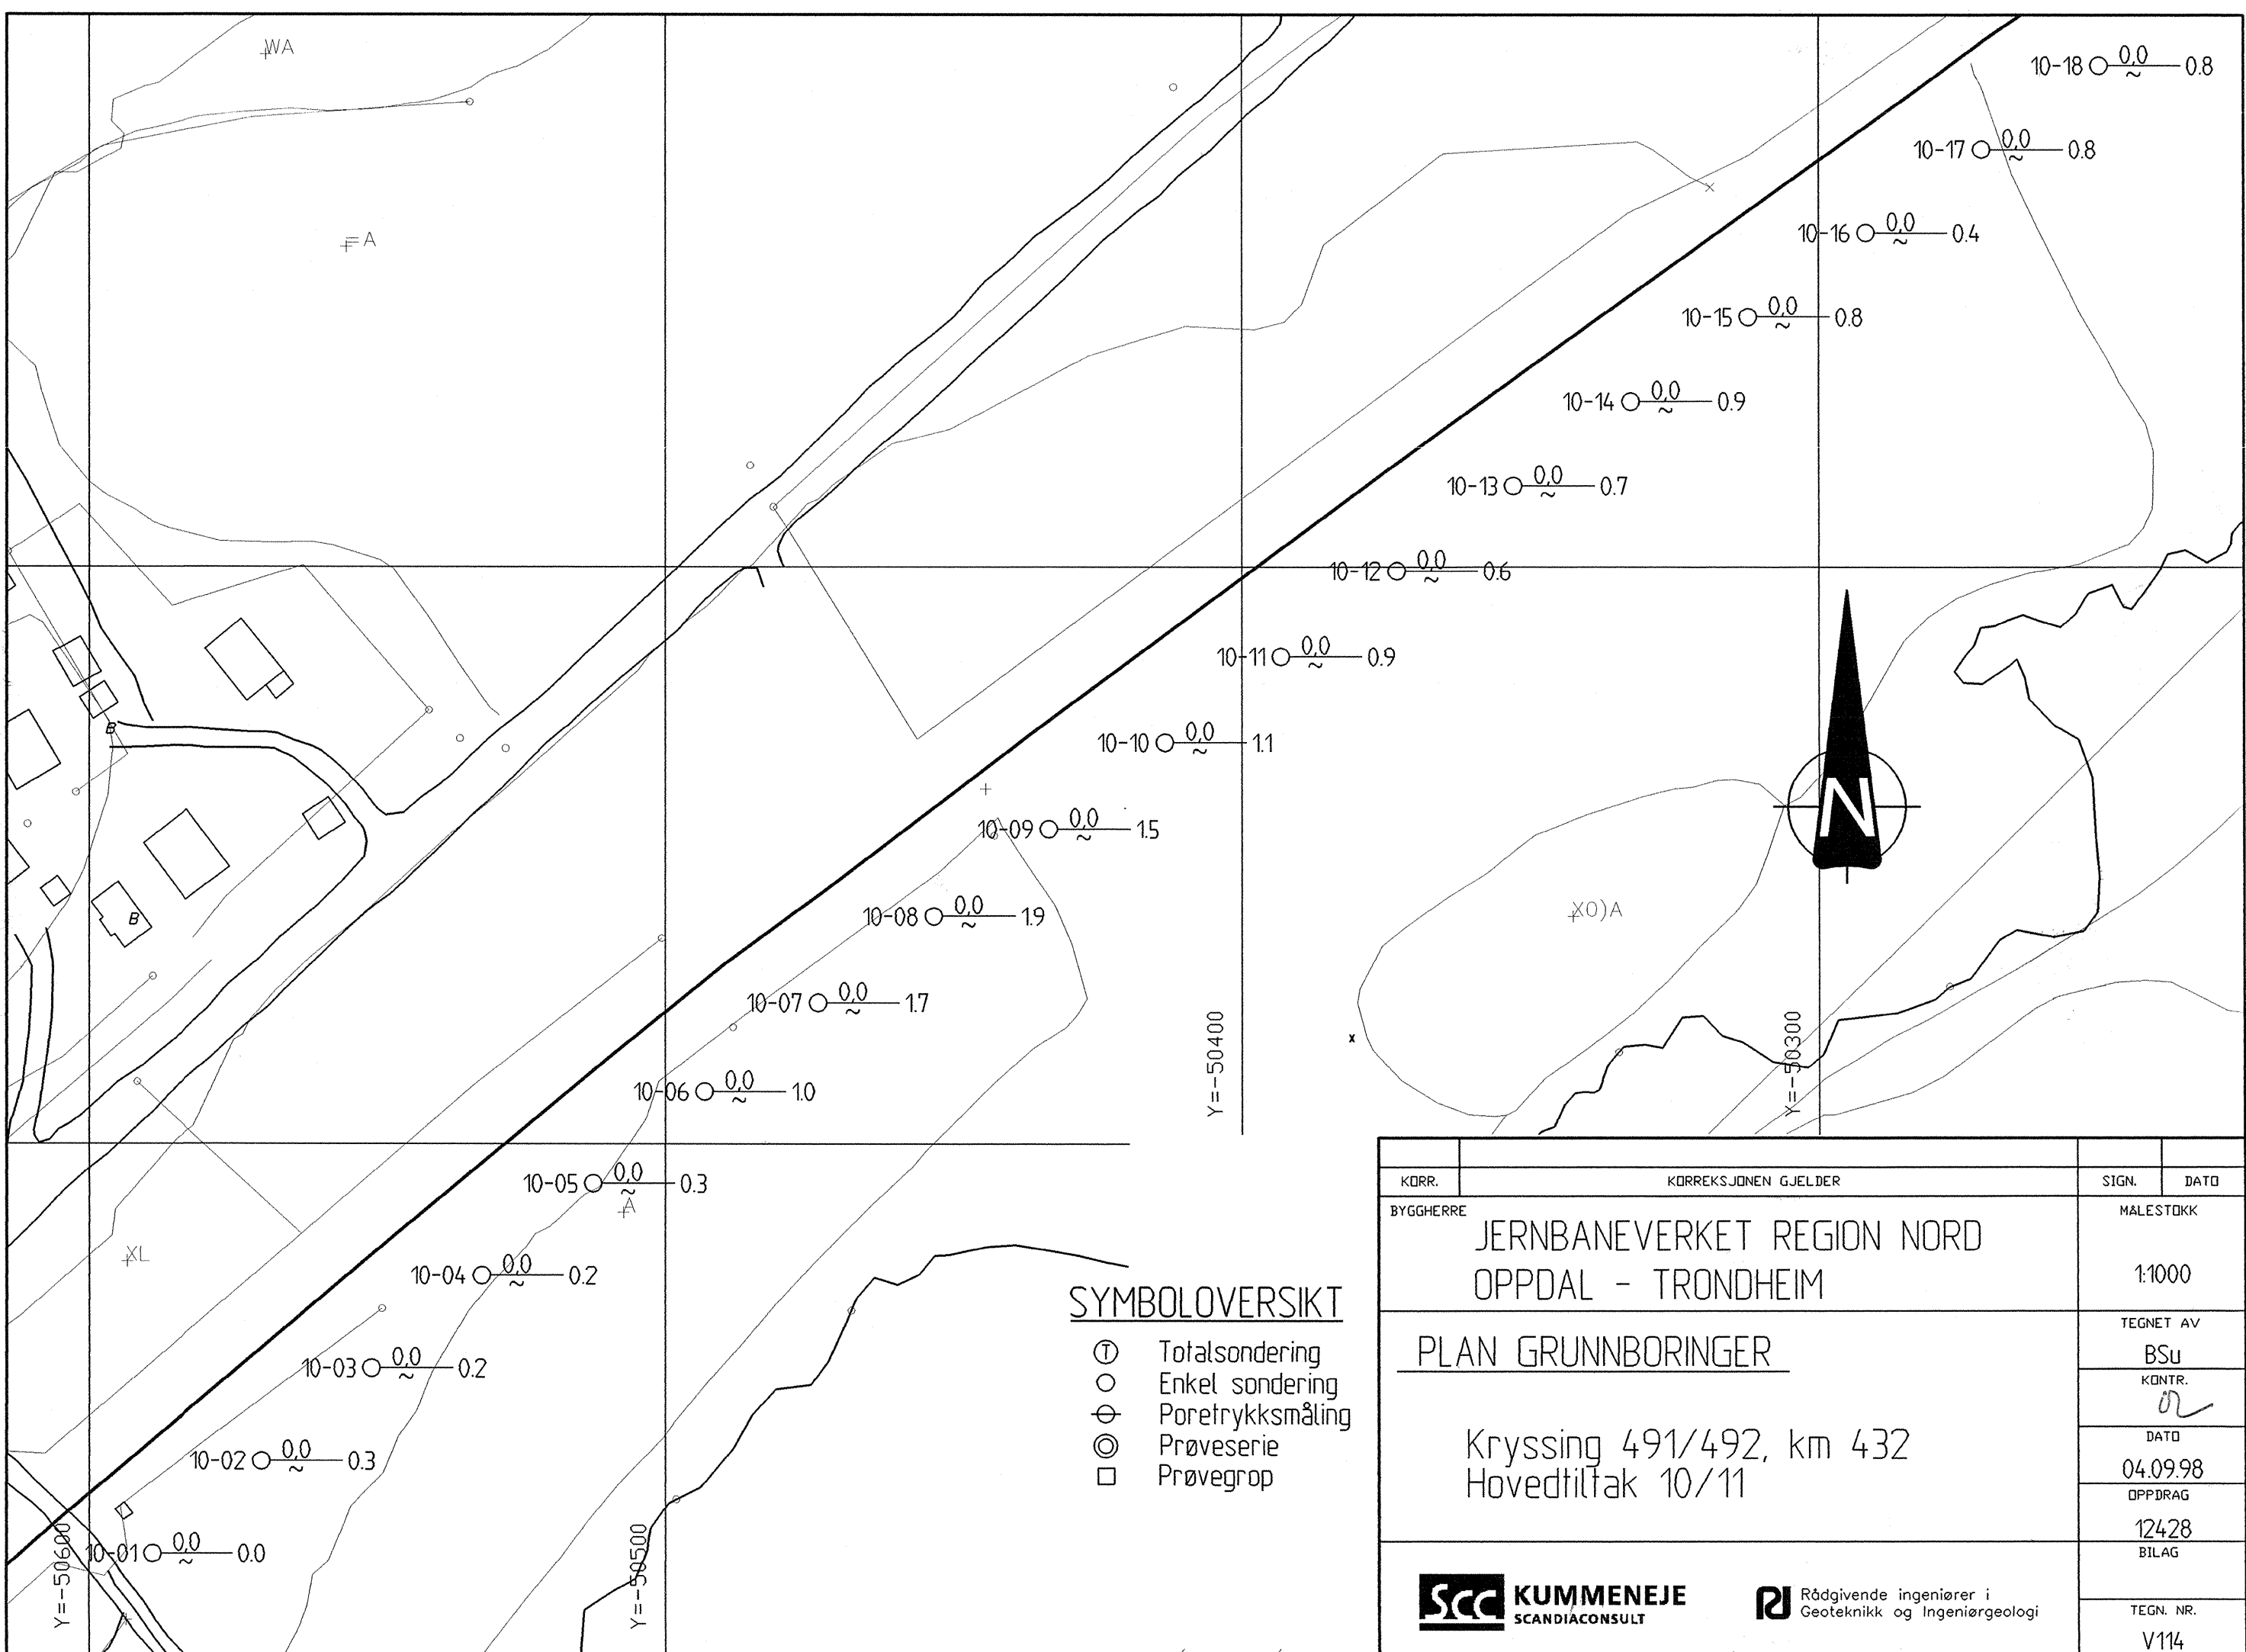 WA
10-18 0,0 ~ 0.8
10-17 0,0 ~ 0.8
10-16 0,0 ~ 0.4
A
10-15 0,0 ~ 0.8
10-14 0,0 ~ 0.9
10-13 0,0 ~ 0.7
10-12 0,0 ~ 0.6
10-11 0,0 ~ 0.9
B
10-10 0,0 ~ 1.1
N
10-09 0,0 ~ 1.5
B
10-08 0,0 ~ 1.9
XO)A
10-07 0,0 ~ 1.7
x
Y=-50400
Y=-50300
10-06 0,0 ~ 1.0
10-05 0,0 ~ 0.3
A
XL
10-04 0,0 ~ 0.2
10-03 0,0 ~ 0.2
10-02 0,0 ~ 0.3
10-01 0,0 ~ 0.0
Y=-50600
Y=-50500
SYMBOLOVERSIKT
T Totalsondering
Enkel sondering
Poretrykksmåling
Prøveserie
Prøvegrop
KORR. KORREKSJONEN GJELDER SIGN. DATO
BYGGHERRE
JERNBANEVERKET REGION NORD
OPPDAL - TRONDHEIM
MÅLESTOKK
1:1000
PLAN GRUNNBORINGER
TEGNET AV
BSu
KONTR.
Kryssing 491/492, km 432
Hovedtiltak 10/11
DATO
04.09.98
OPPDRAG
12428
BILAG
SCC KUMMENEJE
SCANDIACONSULT
Rådgivende ingeniører i
Geoteknikk og Ingeniørgeologi
TEGN. NR.
V114